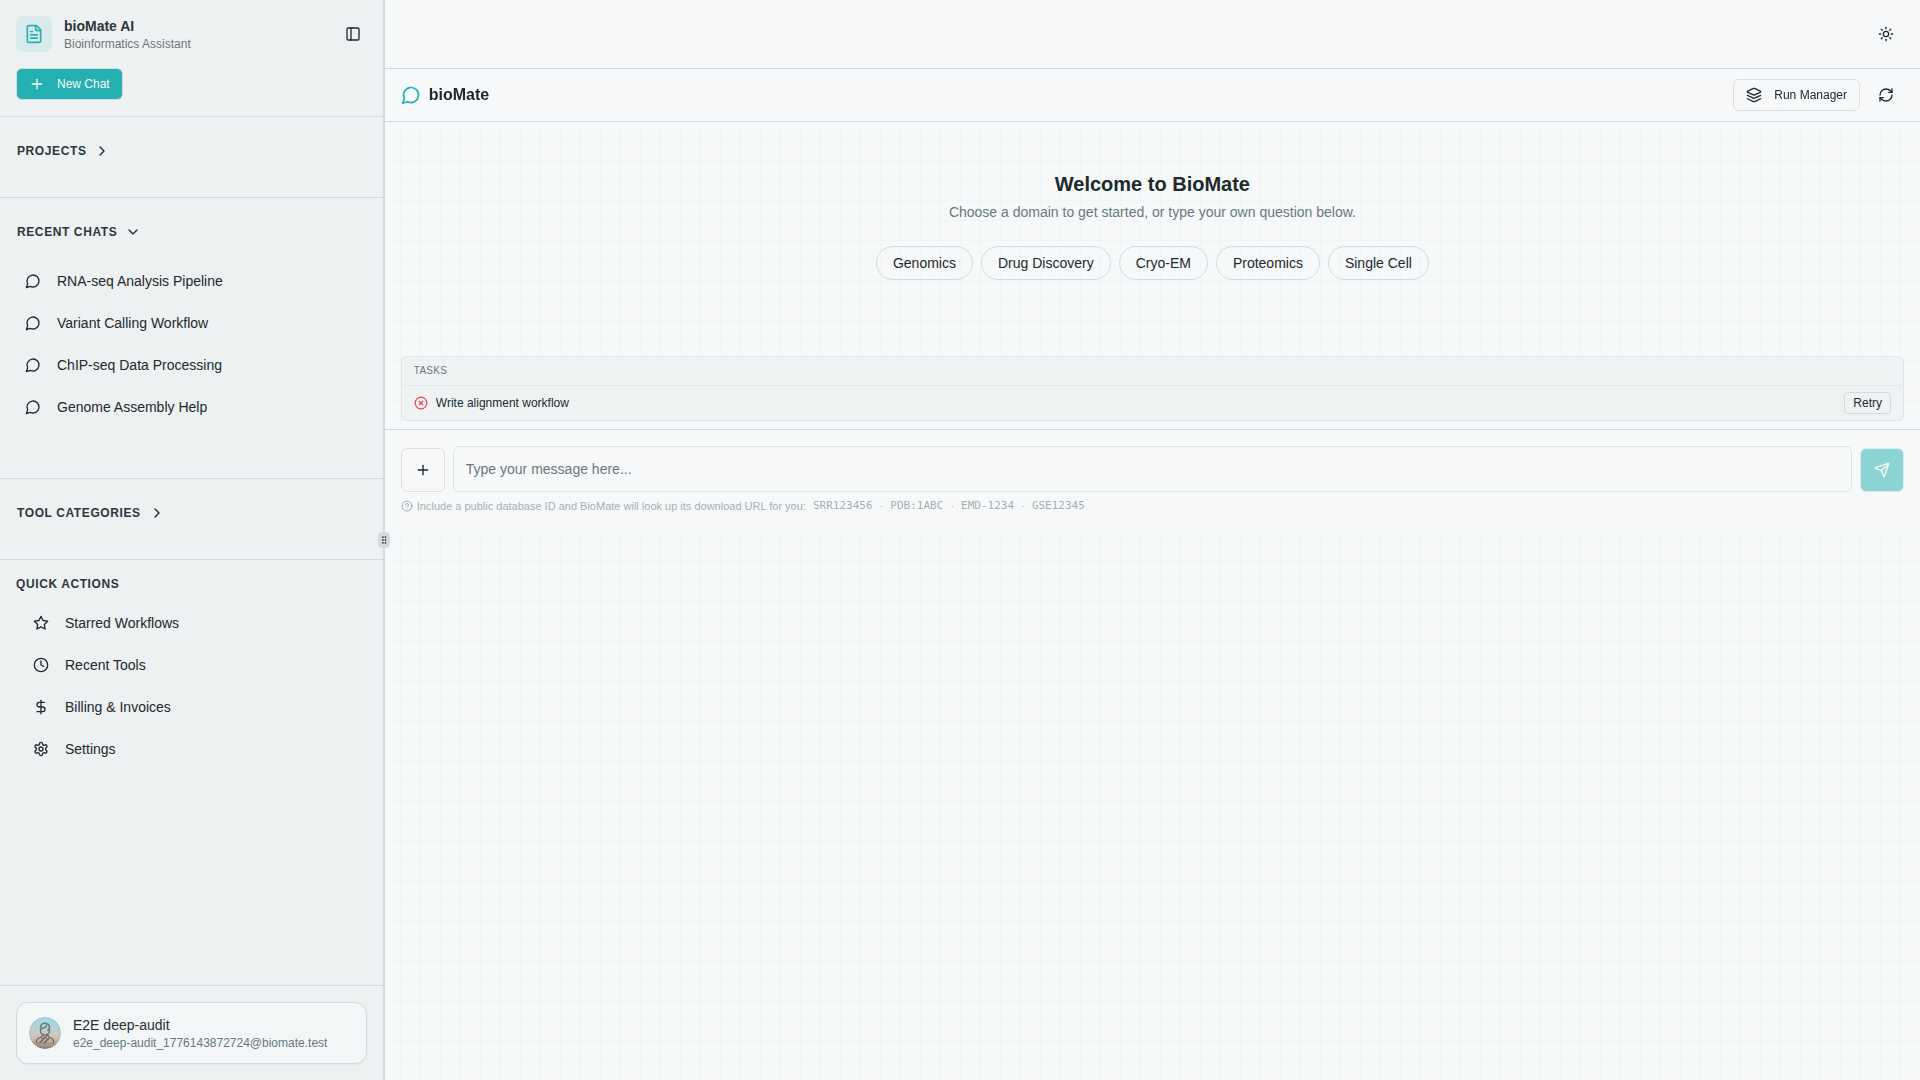 bioMate AI
Bioinformatics Assistant
New Chat
PROJECTS
RECENT CHATS
RNA-seq Analysis Pipeline
Variant Calling Workflow
ChIP-seq Data Processing
Genome Assembly Help
TOOL CATEGORIES
QUICK ACTIONS
Starred Workflows
Recent Tools
Billing & Invoices
Settings
E2E deep-audit
e2e_deep-audit_1776143872724@biomate.test
bioMate
Run Manager
Welcome to BioMate
Choose a domain to get started, or type your own question below.
Genomics Drug Discovery Cryo-EM Proteomics Single Cell
TASKS
Write alignment workflow Retry
Type your message here...
Include a public database ID and BioMate will look up its download URL for you: SRR123456 · PDB:1ABC · EMD-1234 · GSE12345